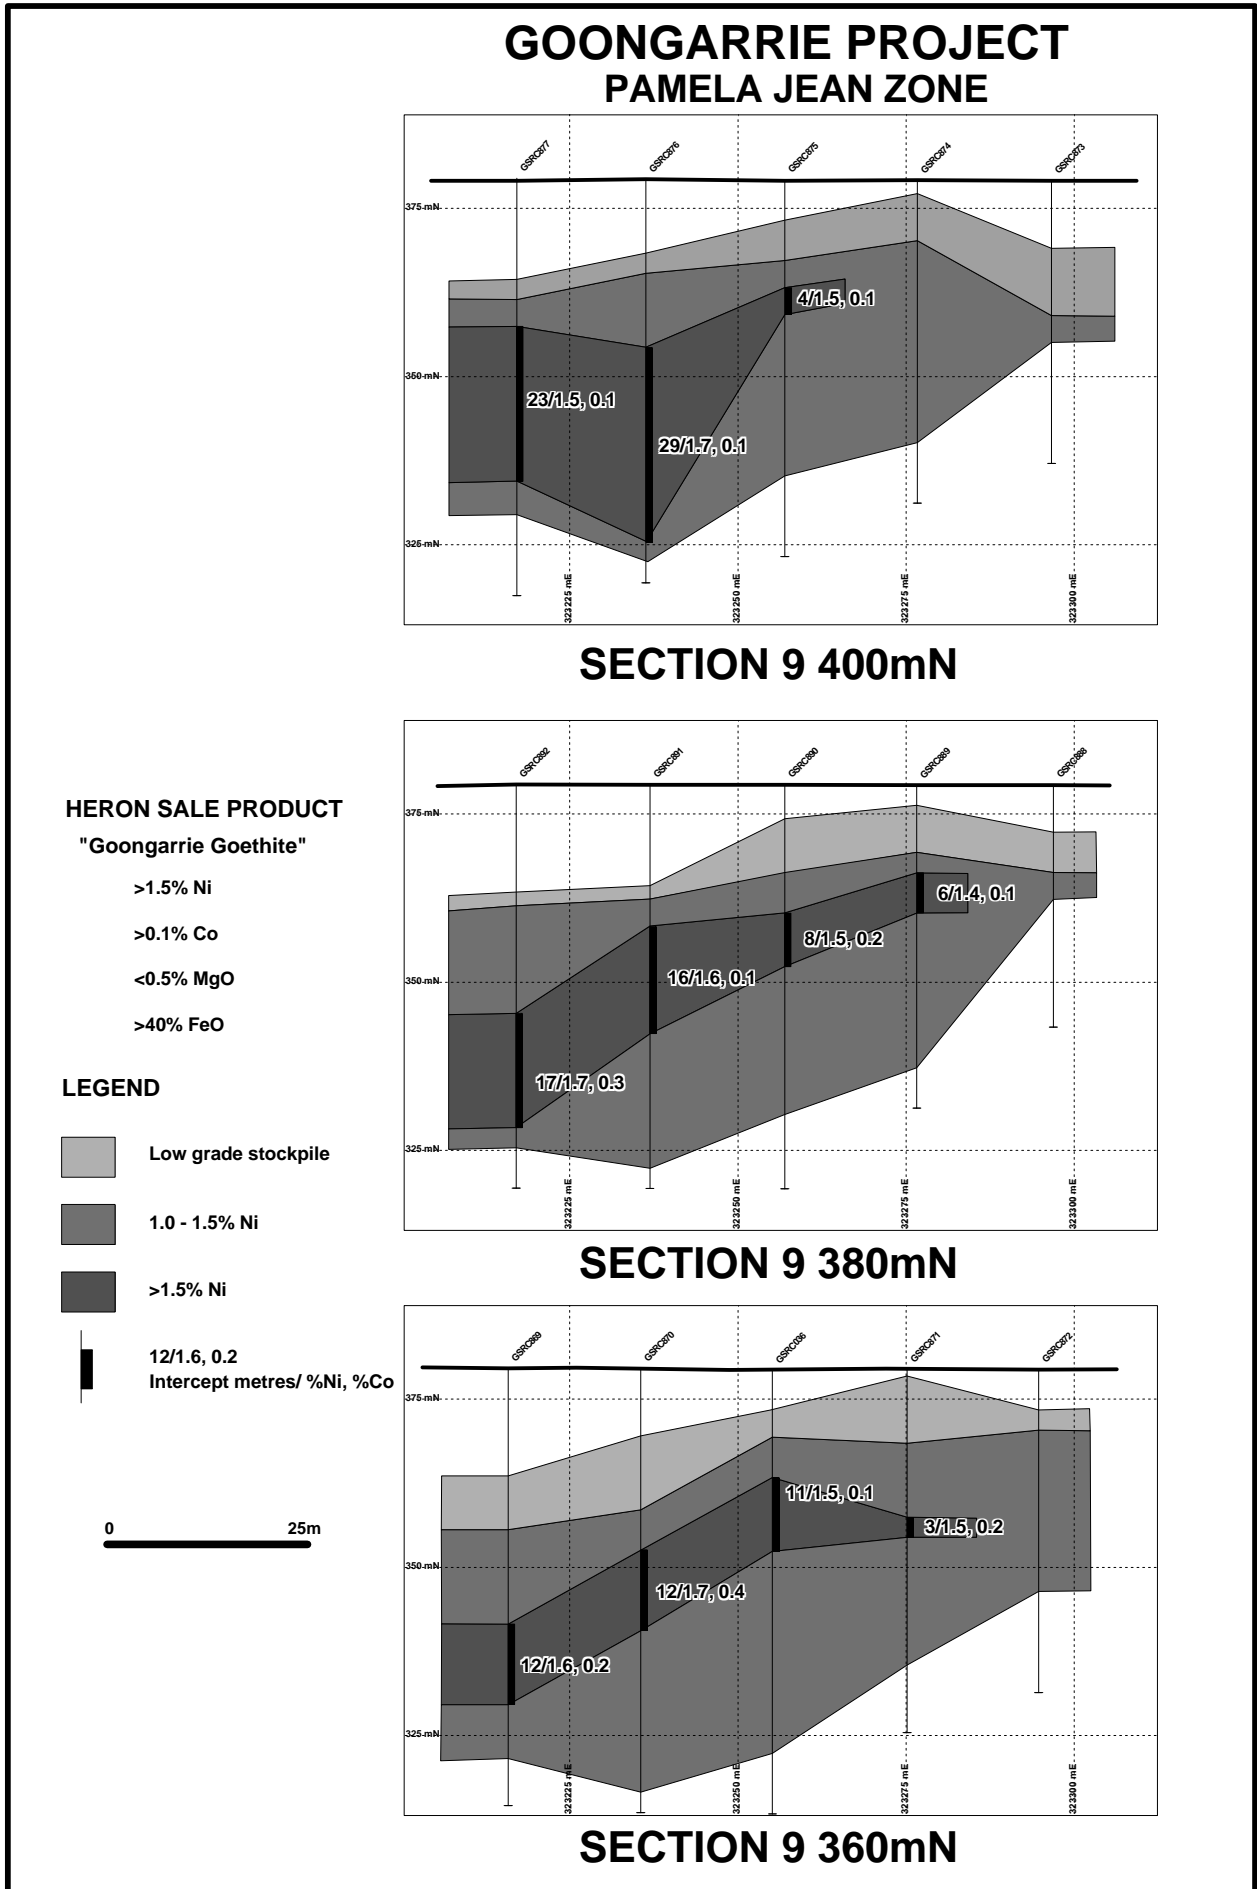 GOONGARRIE PROJECT
PAMELA JEAN ZONE
GSRC877
GSRC876
GSRC875
GSRC874
GSRC873
375 mN
4/1.5, 0.1
350 mN
23/1.5, 0.1
29/1.7, 0.1
325 mN
323225 mE
323250 mE
323275 mE
323300 mE
SECTION 9 400mN
GSRC892
GSRC891
GSRC890
GSRC889
GSRC888
375 mN
6/1.4, 0.1
8/1.5, 0.2
16/1.6, 0.1
350 mN
17/1.7, 0.3
325 mN
323225 mE
323250 mE
323275 mE
323300 mE
SECTION 9 380mN
HERON SALE PRODUCT
"Goongarrie Goethite"
>1.5% Ni
>0.1% Co
<0.5% MgO
>40% FeO
LEGEND
Low grade stockpile
1.0 - 1.5% Ni
>1.5% Ni
12/1.6, 0.2
Intercept metres/ %Ni, %Co
0 25m
GSRC869
GSRC870
GSRC036
GSRC871
GSRC872
375 mN
11/1.5, 0.1
3/1.5, 0.2
350 mN
12/1.7, 0.4
12/1.6, 0.2
325 mN
323225 mE
323250 mE
323275 mE
323300 mE
SECTION 9 360mN